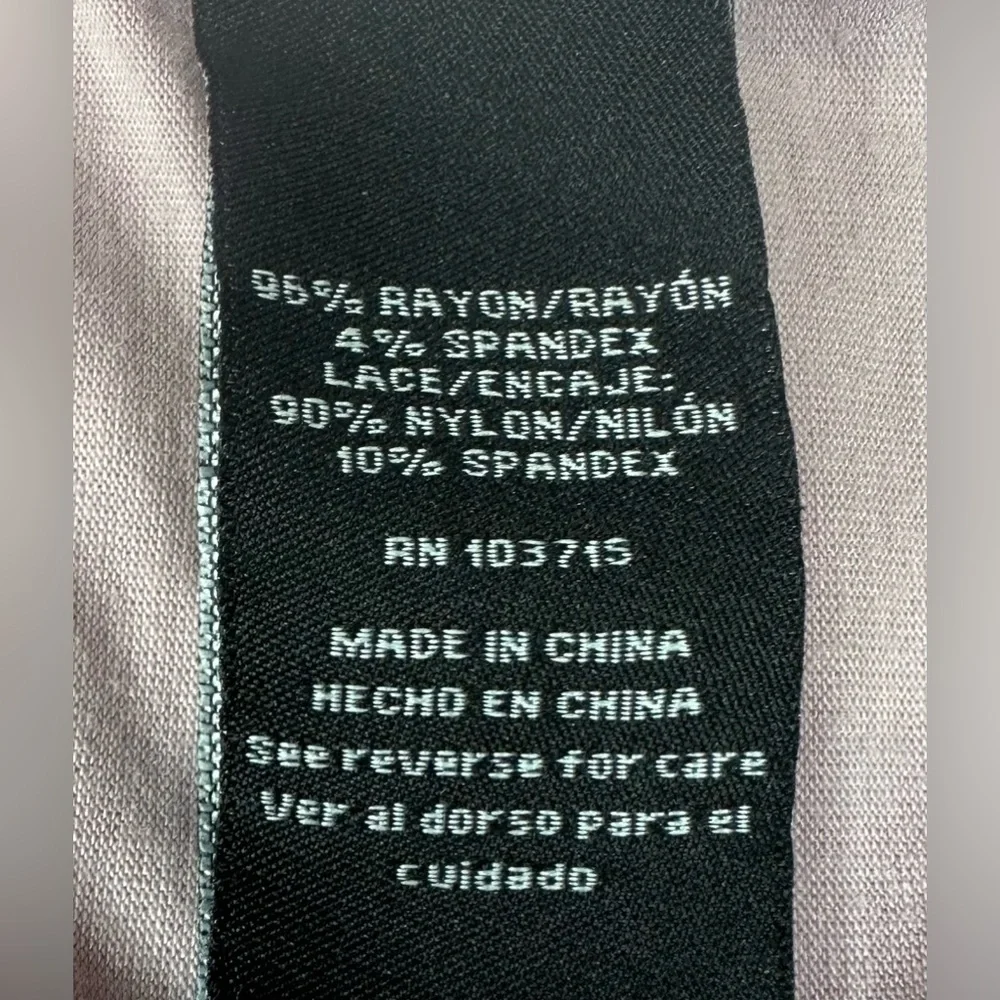 96% RAYON/RAYÓN
4% SPANDEX
LACE/ENCAJE:
90% NYLON/NILÓN
10% SPANDEX
RN 103715
MADE IN CHINA
HECHO EN CHINA
See reverse for care
Ver al dorso para el
cuidado